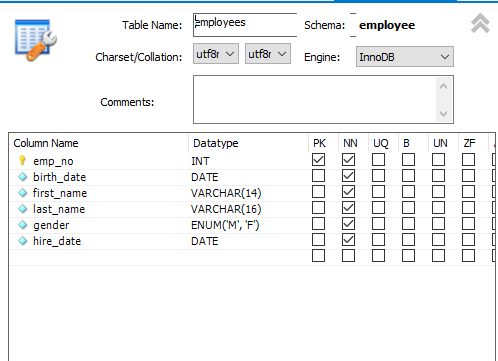 Table Name: employees Schema: employee
Charset/Collation: utf8r utf8r Engine: InnoDB
Comments:
Column Name Datatype PK NN UQ B UN ZF
emp_no INT
birth_date DATE
first_name VARCHAR(14)
last_name VARCHAR(16)
gender ENUM('M', 'F')
hire_date DATE